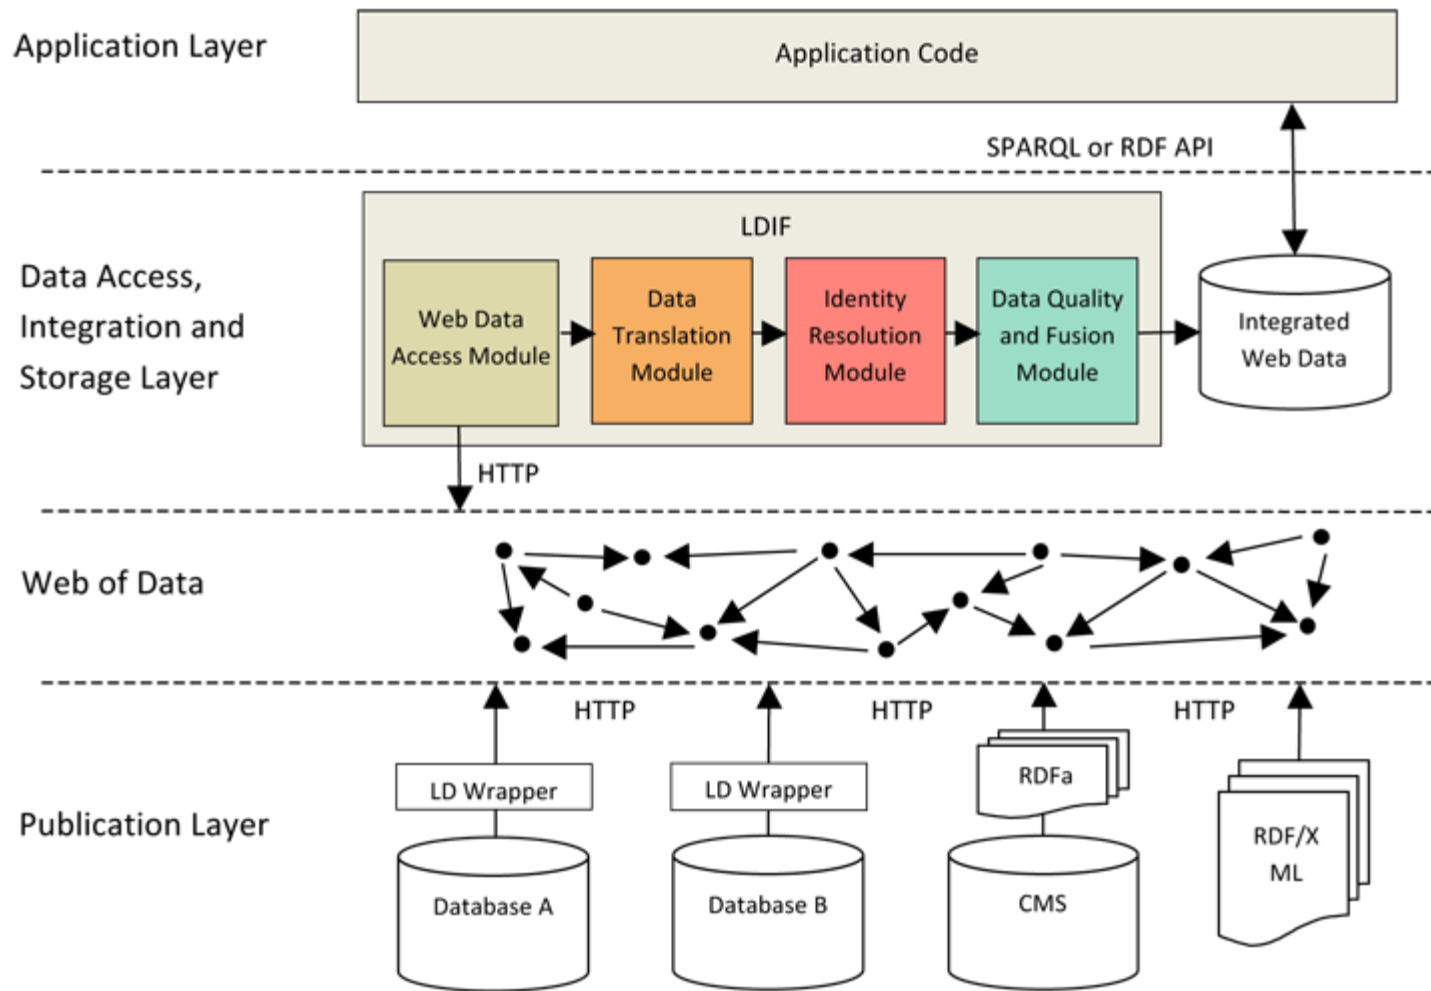 Application Layer
Application Code
SPARQL or RDF API
LDIF
Data Access,
Integration and
Storage Layer
Web Data
Access Module
Data
Translation
Module
Identity
Resolution
Module
Data Quality
and Fusion
Module
Integrated
Web Data
HTTP
Web of Data
HTTP
HTTP
HTTP
Publication Layer
LD Wrapper
LD Wrapper
RDFa
RDF/X
ML
Database A
Database B
CMS